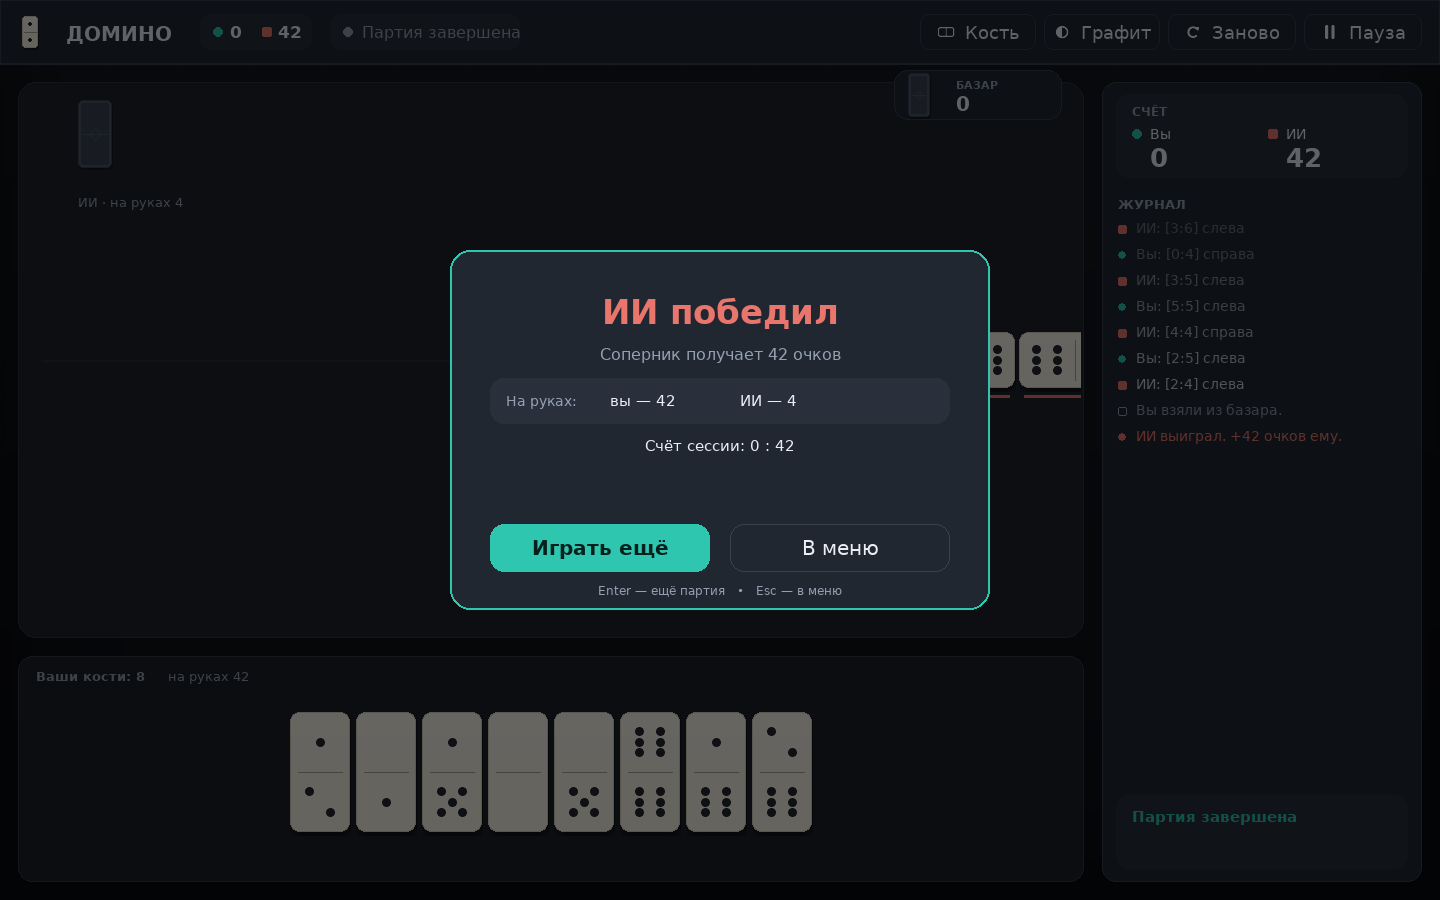 ДОМИНО
0
42
Партия завершена
Кость
Графит
Заново
Пауза
БАЗАР
0
ИИ · на руках 4
СЧЁТ
Вы
ИИ
0
42
ЖУРНАЛ
ИИ: [3:6] слева
Вы: [0:4] справа
ИИ: [3:5] слева
Вы: [5:5] слева
ИИ: [4:4] справа
Вы: [2:5] слева
ИИ: [2:4] слева
Вы взяли из базара.
ИИ выиграл. +42 очков ему.
ИИ победил
Соперник получает 42 очков
На руках: вы — 42 ИИ — 4
Счёт сессии: 0 : 42
Играть ещё
В меню
Enter — ещё партия • Esc — в меню
Ваши кости: 8 на руках 42
Партия завершена